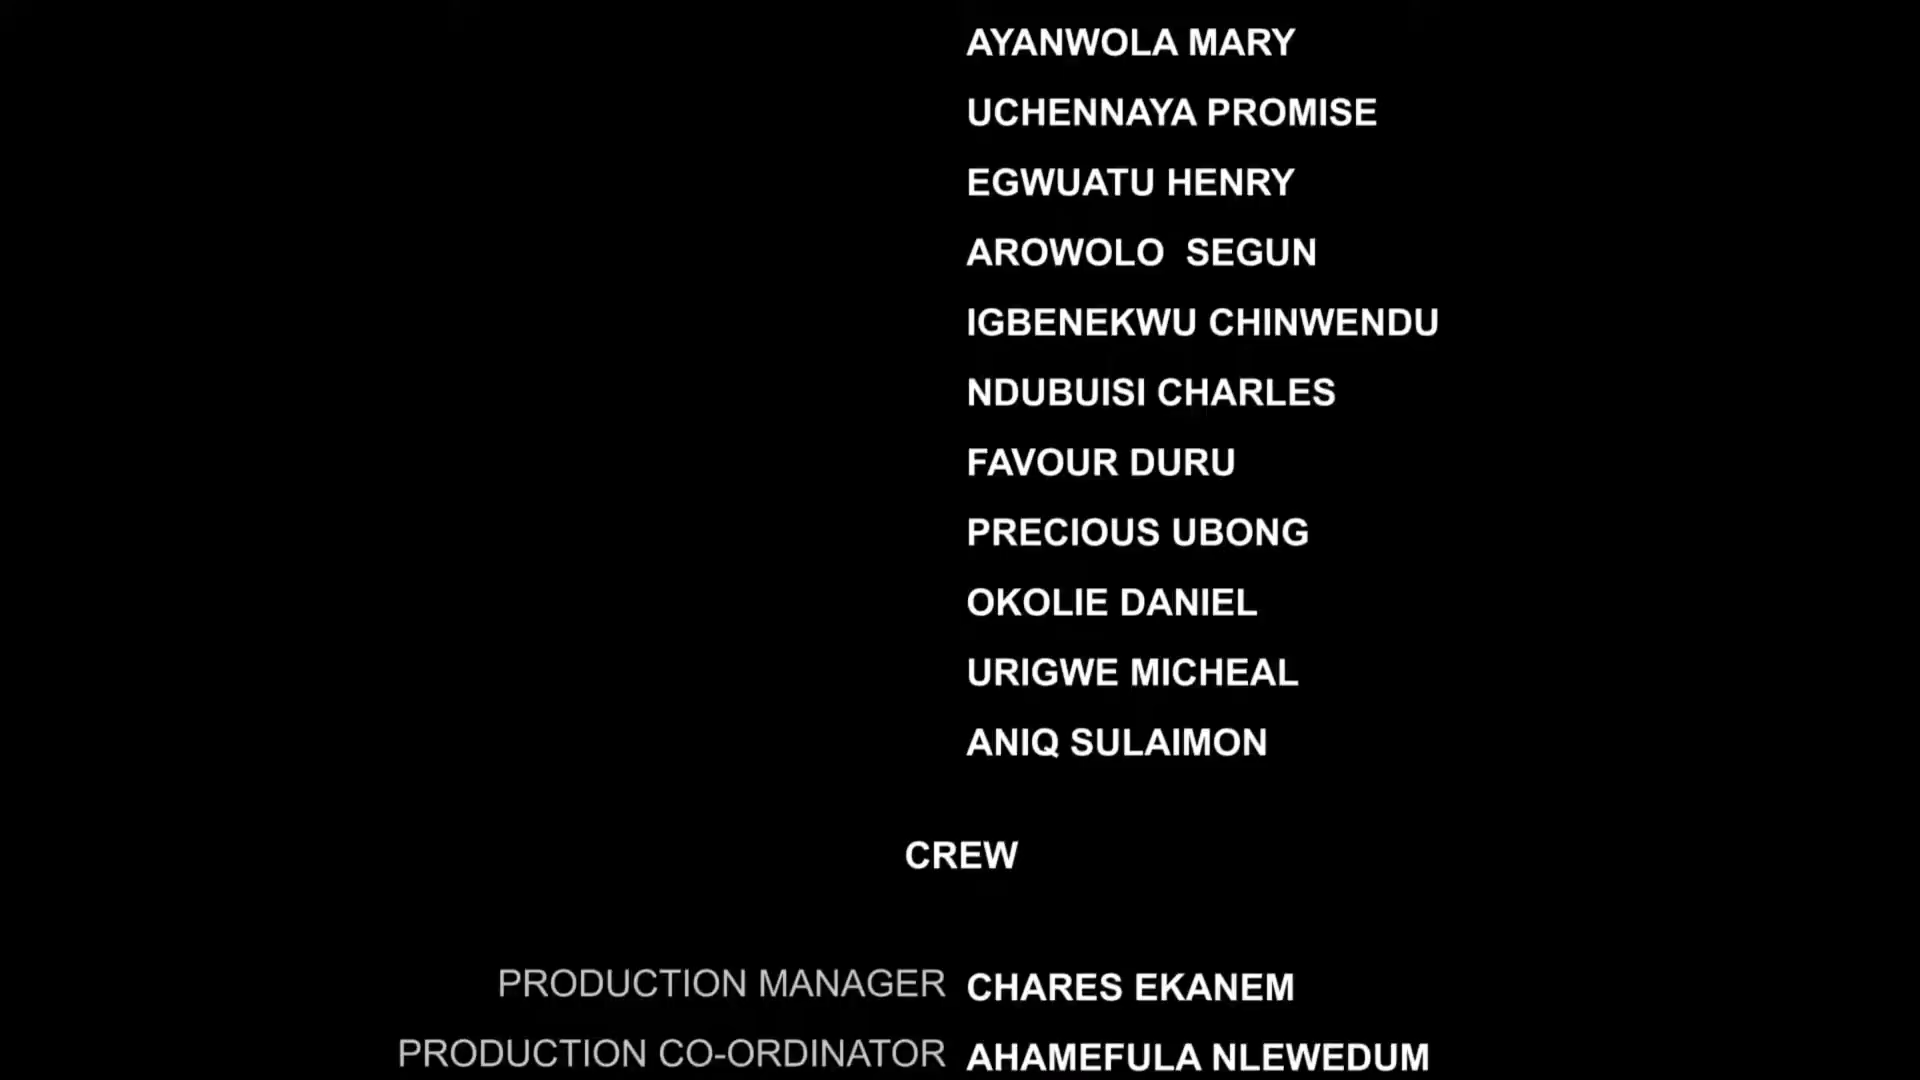 AYANWOLA MARY
UCHENNAYA PROMISE
EGWUATU HENRY
AROWOLO  SEGUN
IGBENEKWU CHINWENDU
NDUBUISI CHARLES
FAVOUR DURU
PRECIOUS UBONG
OKOLIE DANIEL
URIGWE MICHEAL
ANIQ SULAIMON
CREW
PRODUCTION MANAGER CHARES EKANEM
PRODUCTION CO-ORDINATOR AHAMEFULA NLEWEDUM